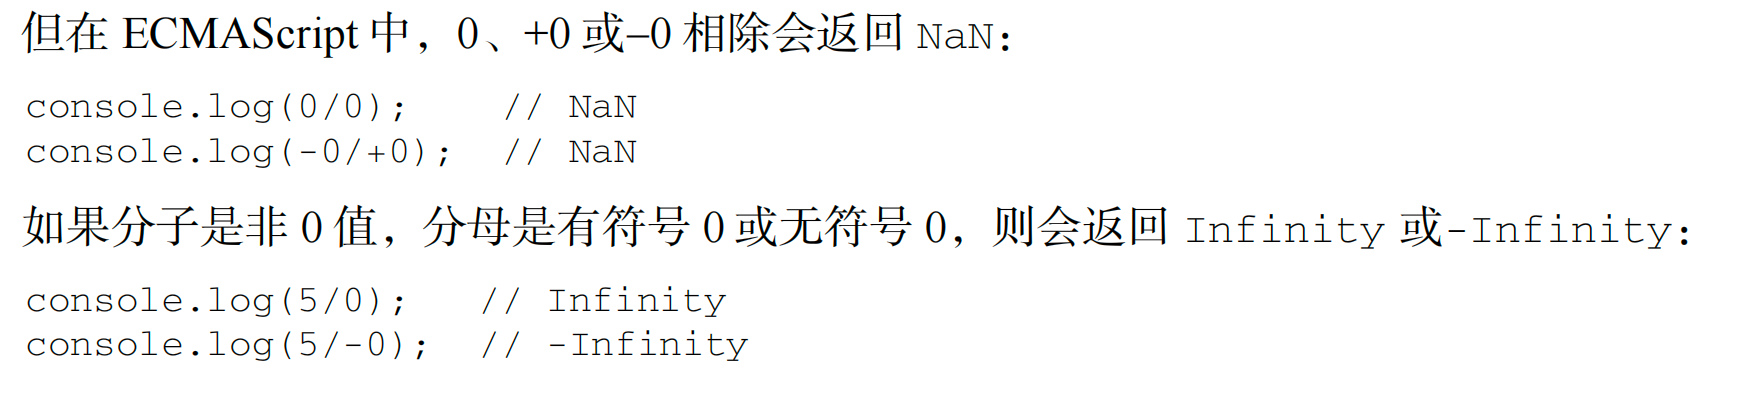 但在 ECMAScript 中，0、+0 或–0 相除会返回 NaN：
console.log(0/0);    // NaN
console.log(-0/+0);  // NaN
如果分子是非 0 值，分母是有符号 0 或无符号 0，则会返回 Infinity 或-Infinity：
console.log(5/0);   // Infinity
console.log(5/-0);  // -Infinity